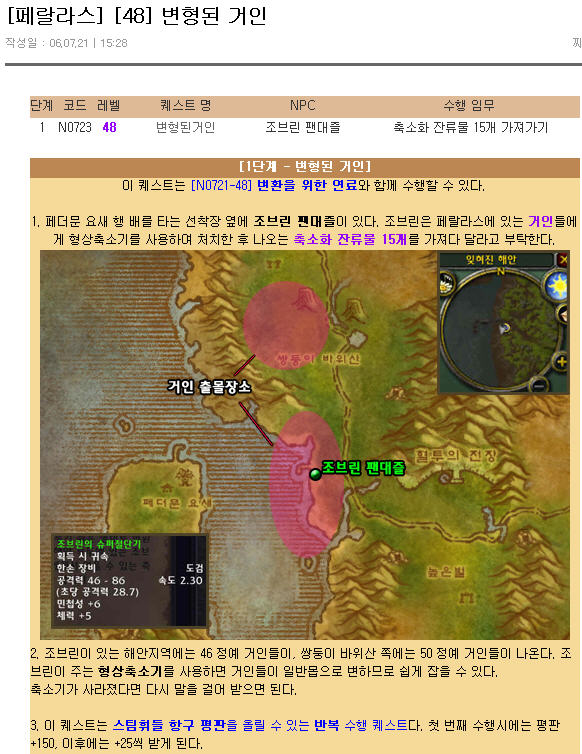 [페랄라스] [48] 변형된 거인
작성일 : 06.07.21 | 15:28
단계 코드 레벨 퀘스트 명 NPC 수행 임무
1 N0723 48 변형된거인 조브린 팬대즐 축소화 잔류물 15개 가져가기
[1단계 - 변형된 거인]
이 퀘스트는 [N0721-48] 변환을 위한 연료와 함께 수행할 수 있다.
1. 페더문 요새 행 배를 타는 선착장 옆에 조브린 팬대즐이 있다. 조브린은 페랄라스에 있는 거인들에
게 형상축소기를 사용하며 처치한 후 나오는 축소화 잔류물 15개를 가져다 달라고 부탁한다.
잊혀진 해안
N
쌍둥이 바위산
거인 출몰장소
조브린 팬대즐
혈투의 전장
페더문 요새
높은벌
조브린의 슈퍼절단기
획득 시 귀속
한손 장비 도검
공격력 46 - 86 속도 2.30
(초당 공격력 28.7)
민첩성 +6
체력 +5
2. 조브린이 있는 해안지역에는 46 정예 거인들이, 쌍둥이 바위산 쪽에는 50 정예 거인들이 나온다. 조
브린이 주는 형상축소기를 사용하면 거인들이 일반몹으로 변하므로 쉽게 잡을 수 있다.
축소기가 사라졌다면 다시 말을 걸어 받으면 된다.
3. 이 퀘스트는 스팀휘들 항구 평판을 올릴 수 있는 반복 수행 퀘스트다. 첫 번째 수행시에는 평판
+150, 이후에는 +25씩 받게 된다.